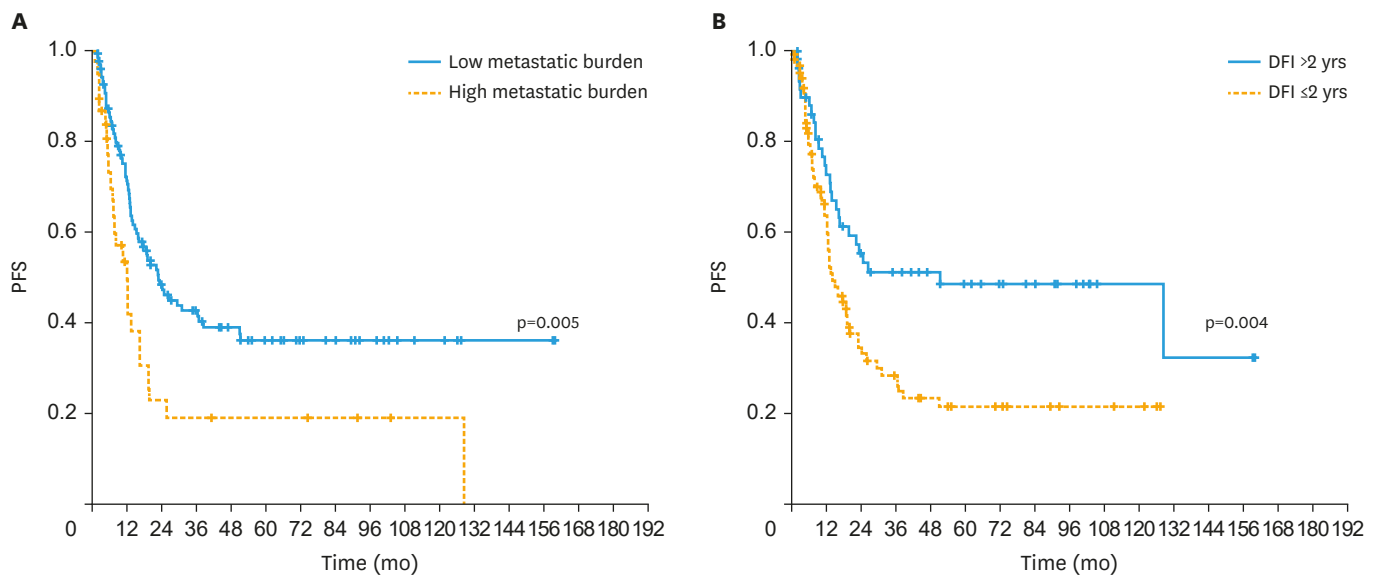 A
1.0
0.8
0.6
0.4
0.2
PFS
Low metastatic burden
High metastatic burden
p=0.005
0 12 24 36 48 60 72 84 96 108 120 132 144 156 168 180 192
Time (mo)
B
1.0
0.8
0.6
0.4
0.2
PFS
DFI >2 yrs
DFI ≤2 yrs
p=0.004
0 12 24 36 48 60 72 84 96 108 120 132 144 156 168 180 192
Time (mo)